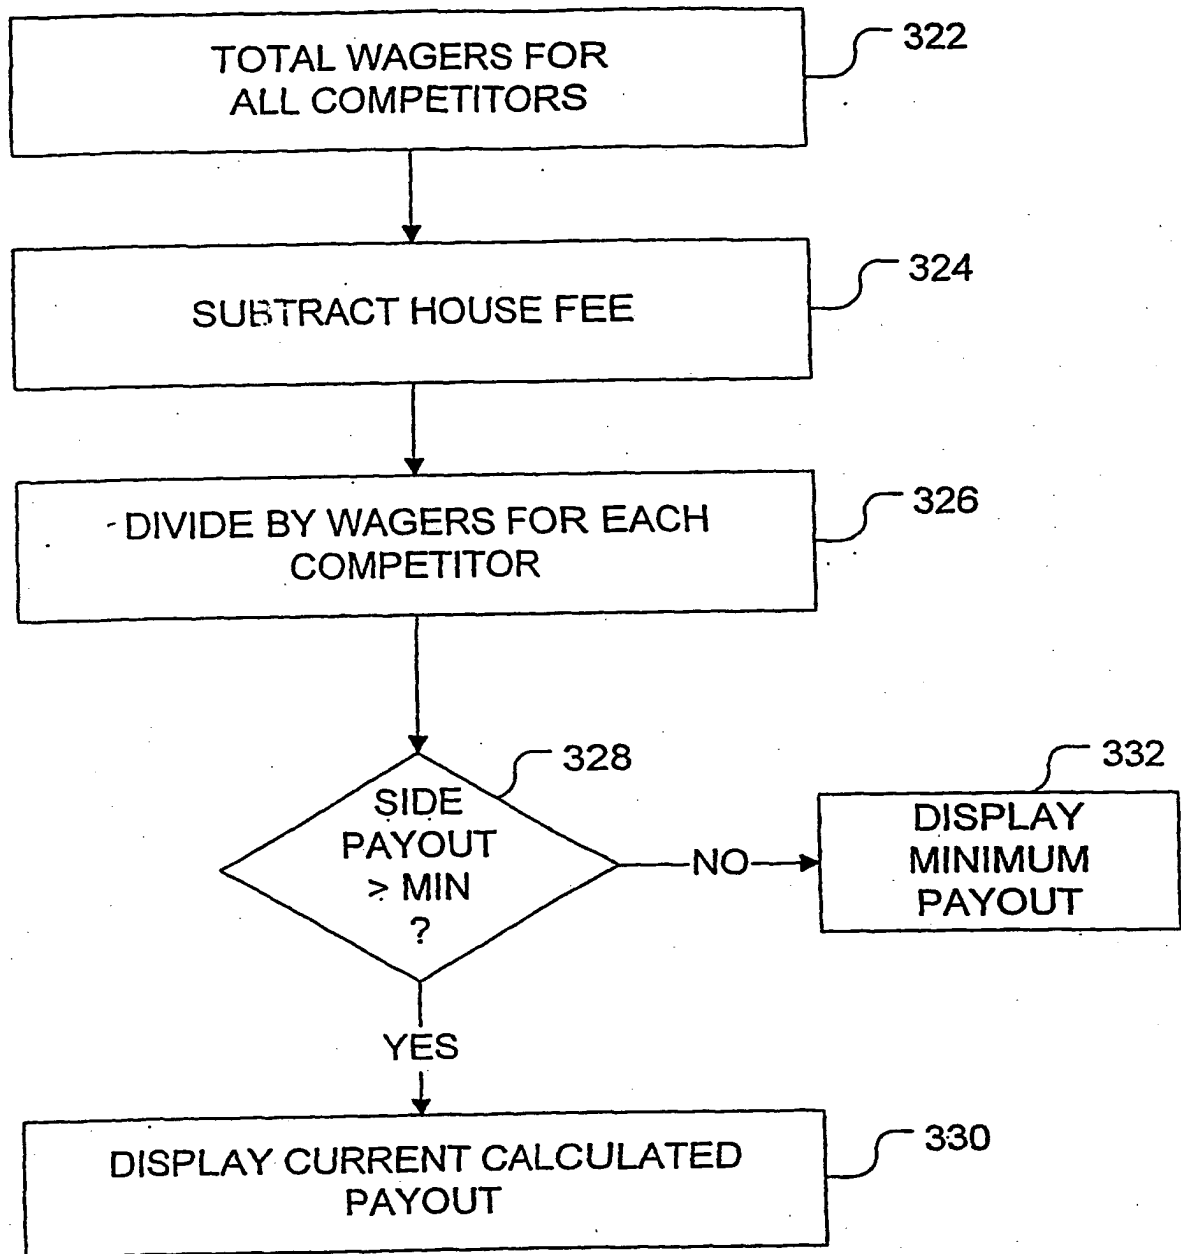 TOTAL WAGERS FOR
ALL COMPETITORS
322
SUBTRACT HOUSE FEE
324
DIVIDE BY WAGERS FOR EACH
COMPETITOR
326
SIDE
PAYOUT
> MIN
?
328
NO
DISPLAY
MINIMUM
PAYOUT
332
YES
DISPLAY CURRENT CALCULATED
PAYOUT
330